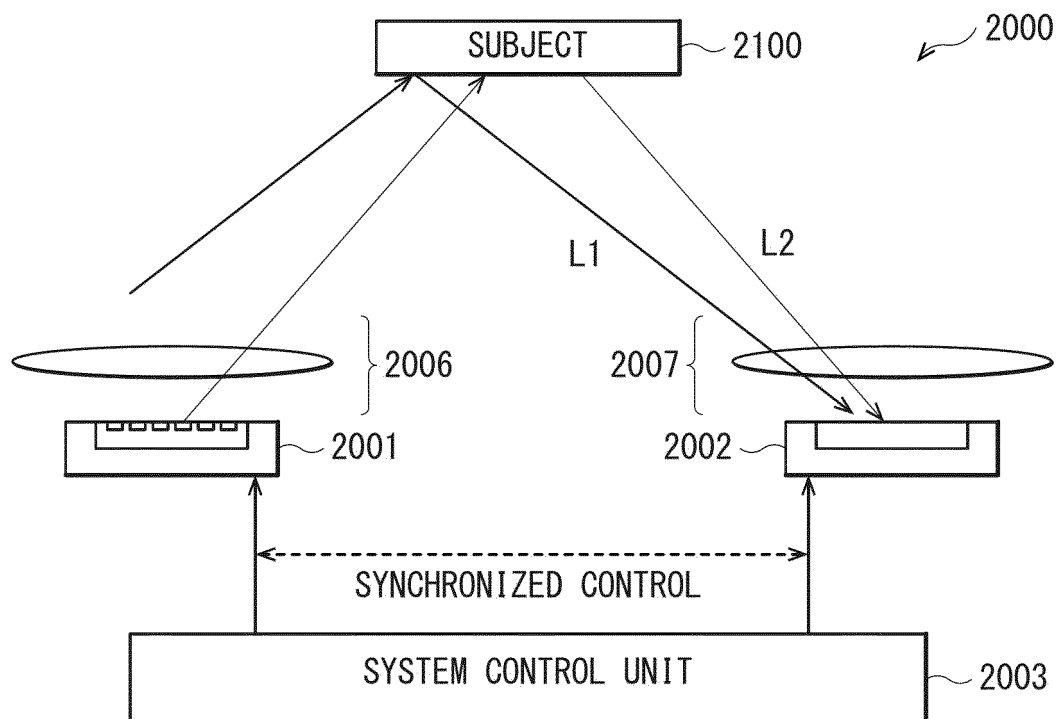 2000
SUBJECT
2100
L1
L2
2006
2007
2001
2002
SYNCHRONIZED CONTROL
SYSTEM CONTROL UNIT
2003